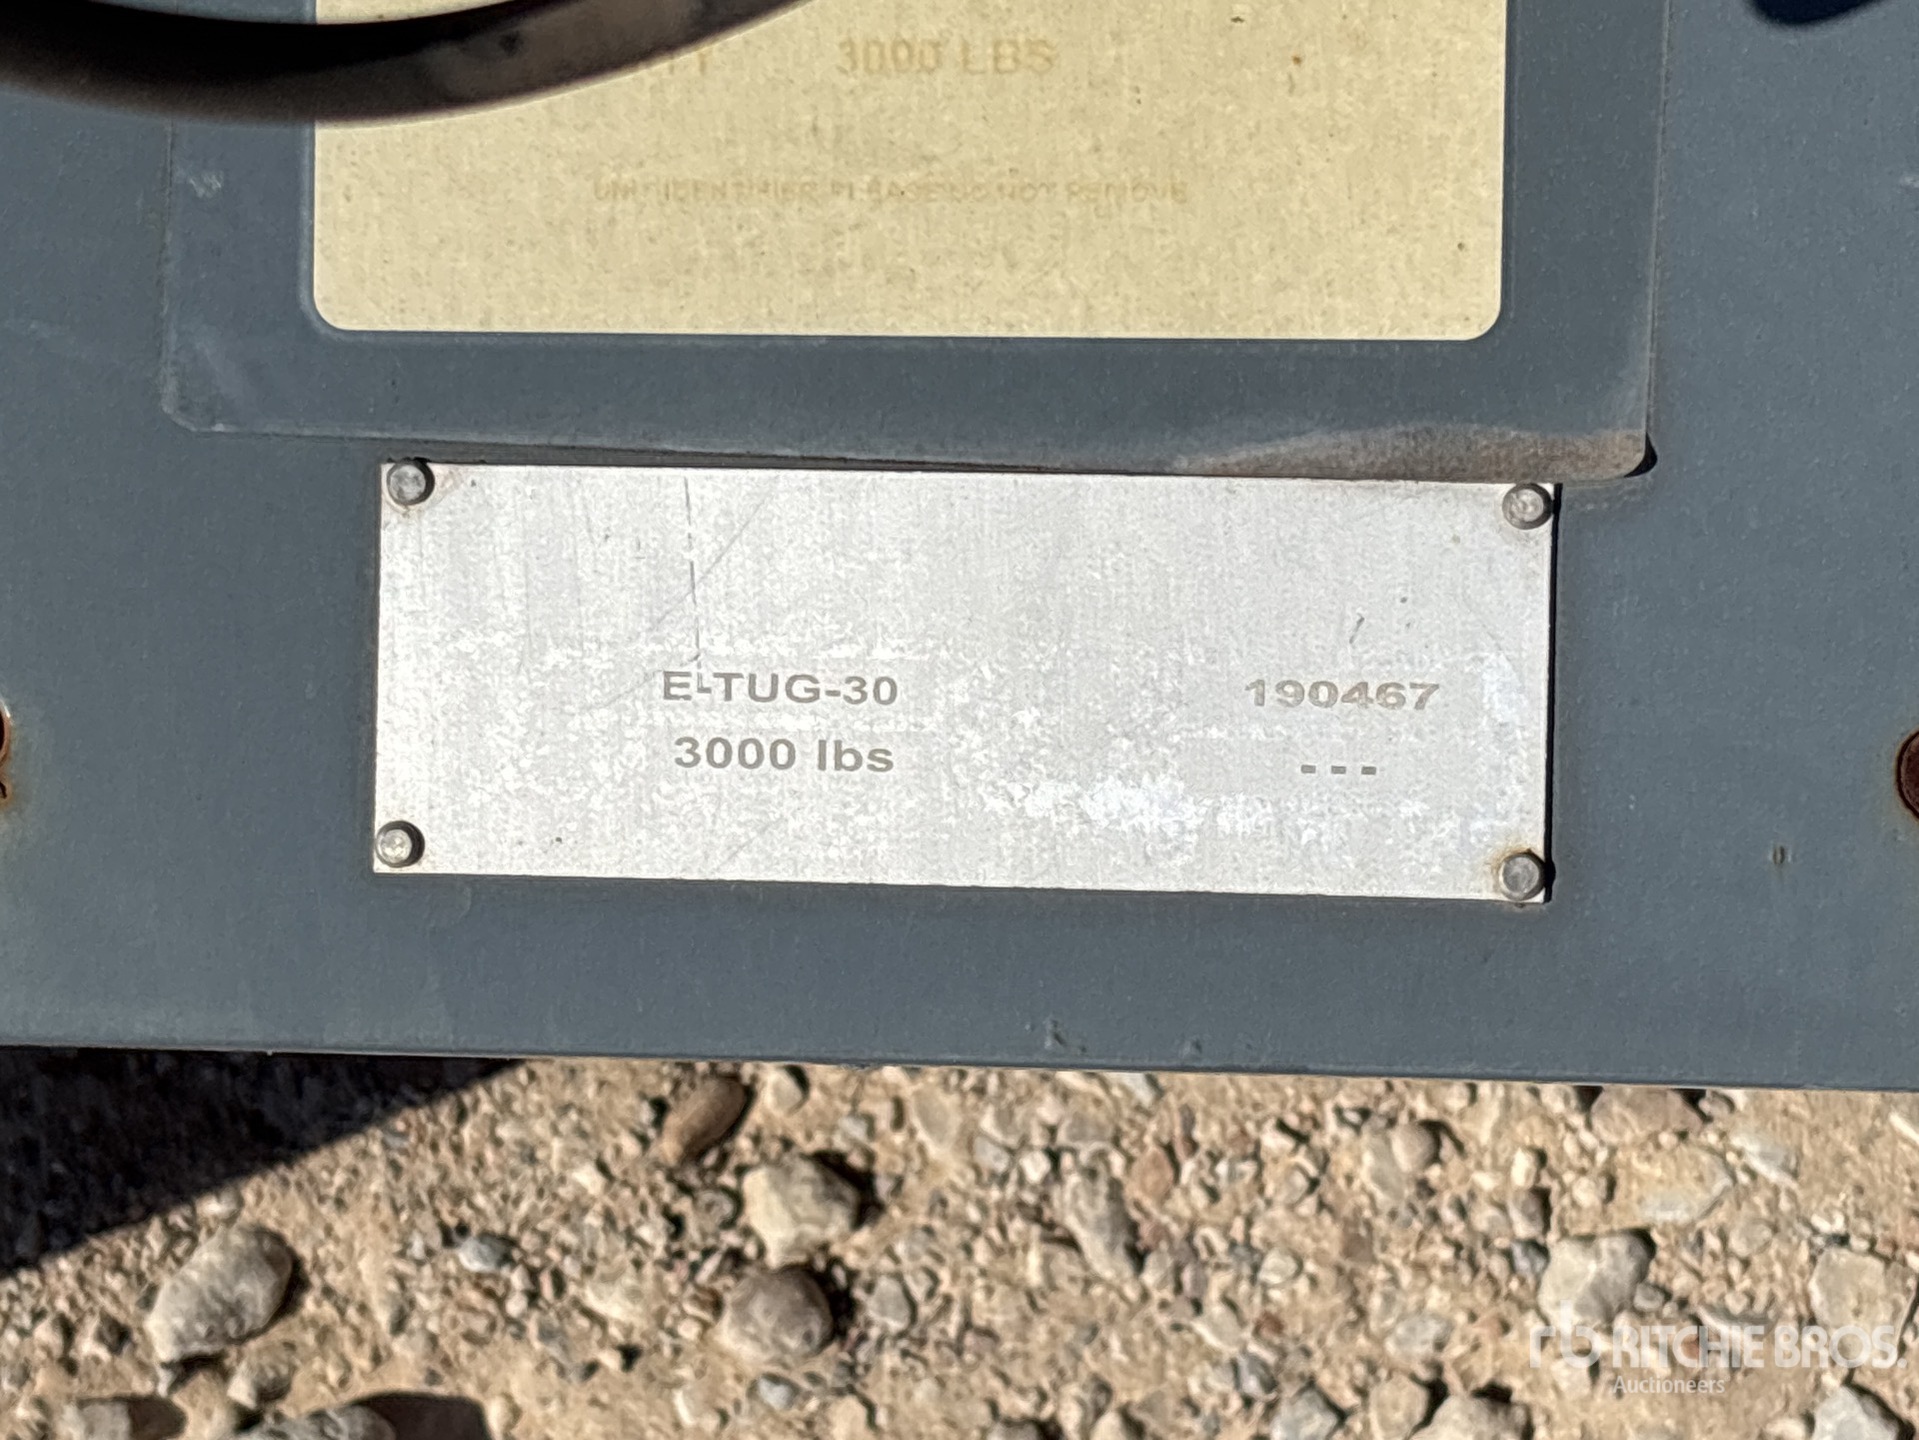 3000 LBS
E-TUG-30 190467
3000 lbs ---
RITCHIE BROS.
Auctioneers